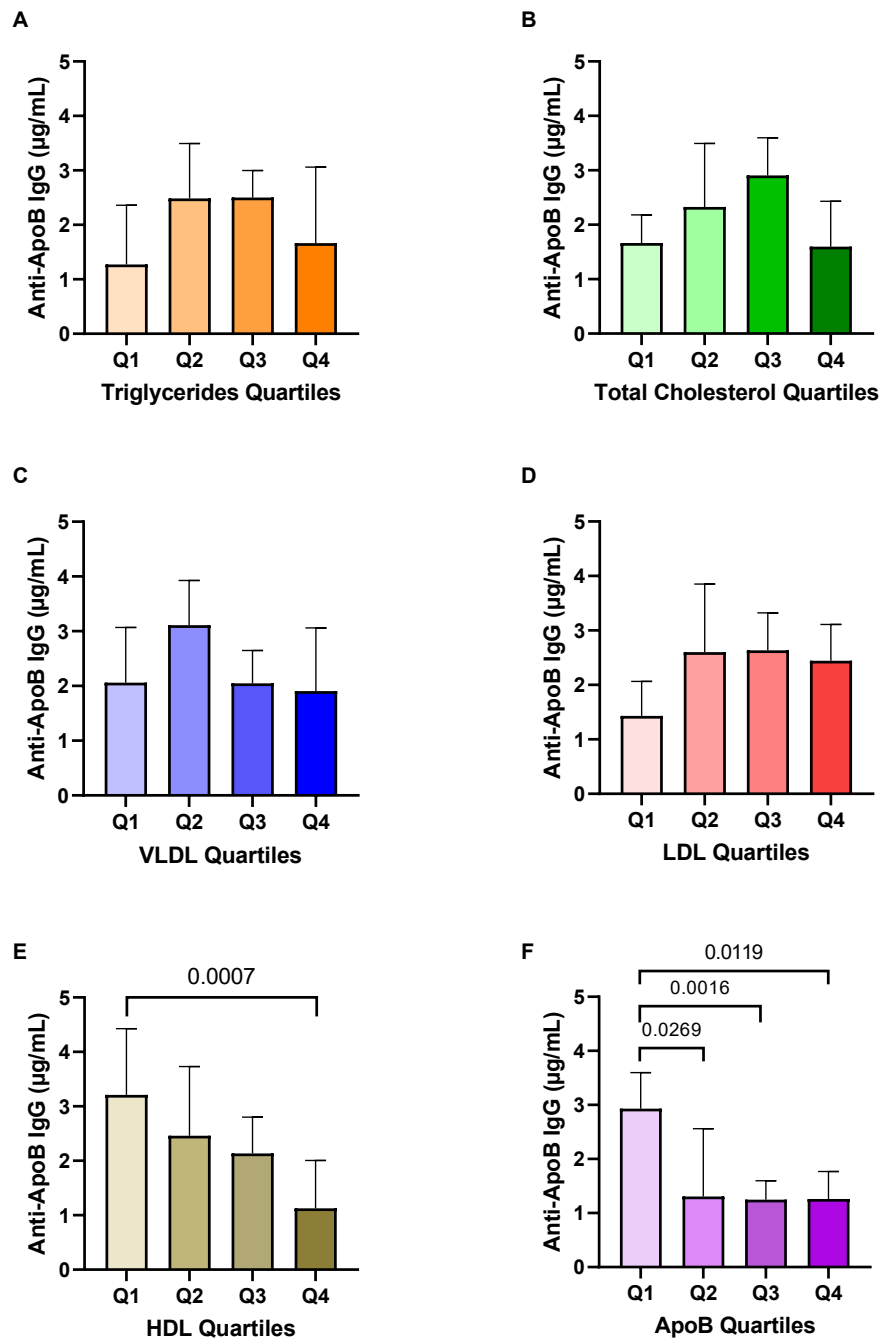 A
Anti-ApoB IgG (µg/mL)
5
4
3
2
1
0
Q1 Q2 Q3 Q4
Triglycerides Quartiles
B
Anti-ApoB IgG (µg/mL)
5
4
3
2
1
0
Q1 Q2 Q3 Q4
Total Cholesterol Quartiles
C
Anti-ApoB IgG (µg/mL)
5
4
3
2
1
0
Q1 Q2 Q3 Q4
VLDL Quartiles
D
Anti-ApoB IgG (µg/mL)
5
4
3
2
1
0
Q1 Q2 Q3 Q4
LDL Quartiles
E
0.0007
Anti-ApoB IgG (µg/mL)
5
4
3
2
1
0
Q1 Q2 Q3 Q4
HDL Quartiles
F
0.0119
0.0016
0.0269
Anti-ApoB IgG (µg/mL)
5
4
3
2
1
0
Q1 Q2 Q3 Q4
ApoB Quartiles